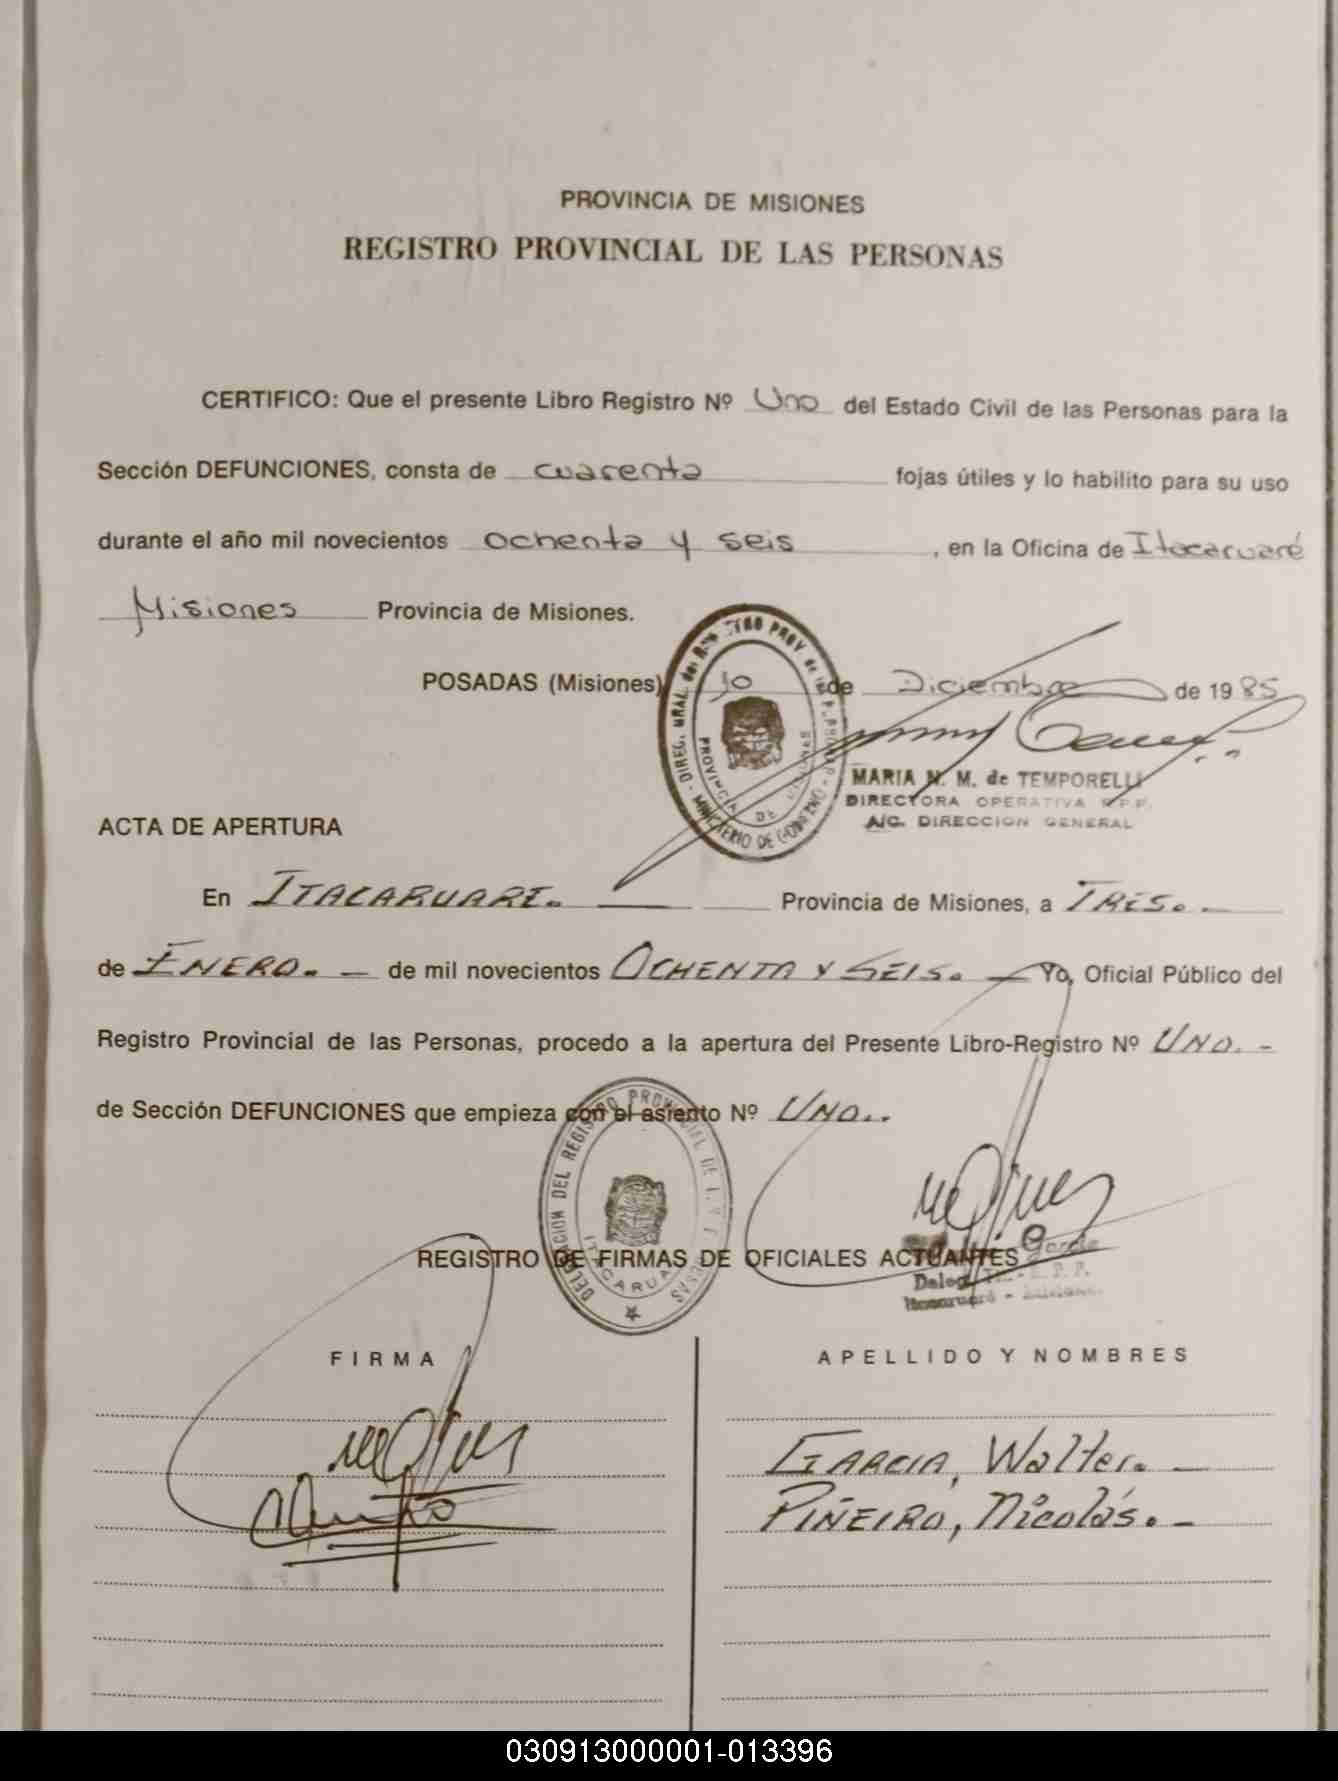 PROVINCIA DE MISIONES
REGISTRO PROVINCIAL DE LAS PERSONAS
CERTIFICO: Que el presente Libro Registro Nº Uno del Estado Civil de las Personas para la
Sección DEFUNCIONES, consta de cuarenta fojas útiles y lo habilito para su uso
durante el año mil novecientos ochenta y seis, en la Oficina de Itacaruaré
Misiones Provincia de Misiones.
POSADAS (Misiones) 30 de Diciembre de 1985
MARIA N. M. de TEMPORELLI
DIRECTORA OPERATIVA R.P.P.
A/C. DIRECCION GENERAL
PROVINCIA DE MISIONES
ACTA DE APERTURA
En ITACARUARE. — Provincia de Misiones, a TRES. -
de ENERO. — de mil novecientos OCHENTA Y SEIS. — Yo, Oficial Público del
Registro Provincial de las Personas, procedo a la apertura del Presente Libro-Registro Nº UNO. -
de Sección DEFUNCIONES que empieza con el asiento Nº UNO..
REGISTRO DE FIRMAS DE OFICIALES ACTUANTES
Garcia
Itacaruaré - Misiones
FIRMA APELLIDO Y NOMBRES
GARCIA, Walter. —
PIÑEIRO, Nicolás. -
030913000001-013396